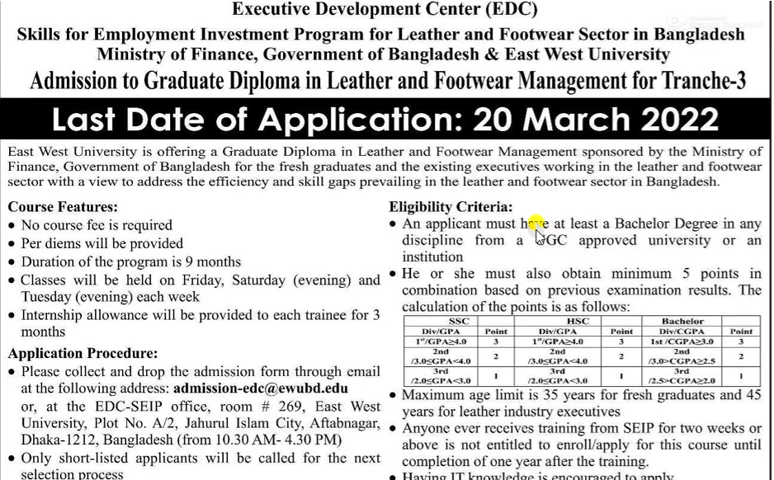 Executive Development Center (EDC)
Skills for Employment Investment Program for Leather and Footwear Sector in Bangladesh
Ministry of Finance, Government of Bangladesh & East West University
Admission to Graduate Diploma in Leather and Footwear Management for Tranche-3
Last Date of Application: 20 March 2022
East West University is offering a Graduate Diploma in Leather and Footwear Management sponsored by the Ministry of
Finance, Government of Bangladesh for the fresh graduates and the existing executives working in the leather and footwear
sector with a view to address the efficiency and skill gaps prevailing in the leather and footwear sector in Bangladesh.
Course Features:
• No course fee is required
• Per diems will be provided
• Duration of the program is 9 months
• Classes will be held on Friday, Saturday (evening) and
Tuesday (evening) each week
• Internship allowance will be provided to each trainee for 3
months
Application Procedure:
• Please collect and drop the admission form through email
at the following address: admission-edc@ewubd.edu
or, at the EDC-SEIP office, room # 269, East West
University, Plot No. A/2, Jahurul Islam City, Aftabnagar,
Dhaka-1212, Bangladesh (from 10.30 AM- 4.30 PM)
• Only short-listed applicants will be called for the next
selection process
Eligibility Criteria:
• An applicant must have at least a Bachelor Degree in any
discipline from a UGC approved university or an
institution
• He or she must also obtain minimum 5 points in
combination based on previous examination results. The
calculation of the points is as follows:
SSC HSC Bachelor
Div/GPA Point Div/GPA Point Div/CGPA Point
1st/GPA≥4.0 3 1st/GPA≥4.0 3 1st /CGPA≥3.0 3
2nd /3.0≤GPA<4.0 2 2nd /3.0≤GPA<4.0 2 2nd /3.0>CGPA≥2.5 2
3rd /2.0≤GPA<3.0 1 3rd /2.0≤GPA<3.0 1 3rd /2.5>CGPA≥2.0 1
• Maximum age limit is 35 years for fresh graduates and 45
years for leather industry executives
• Anyone ever receives training from SEIP for two weeks or
above is not entitled to enroll/apply for this course until
completion of one year after the training.
• Having IT knowledge is encouraged to apply